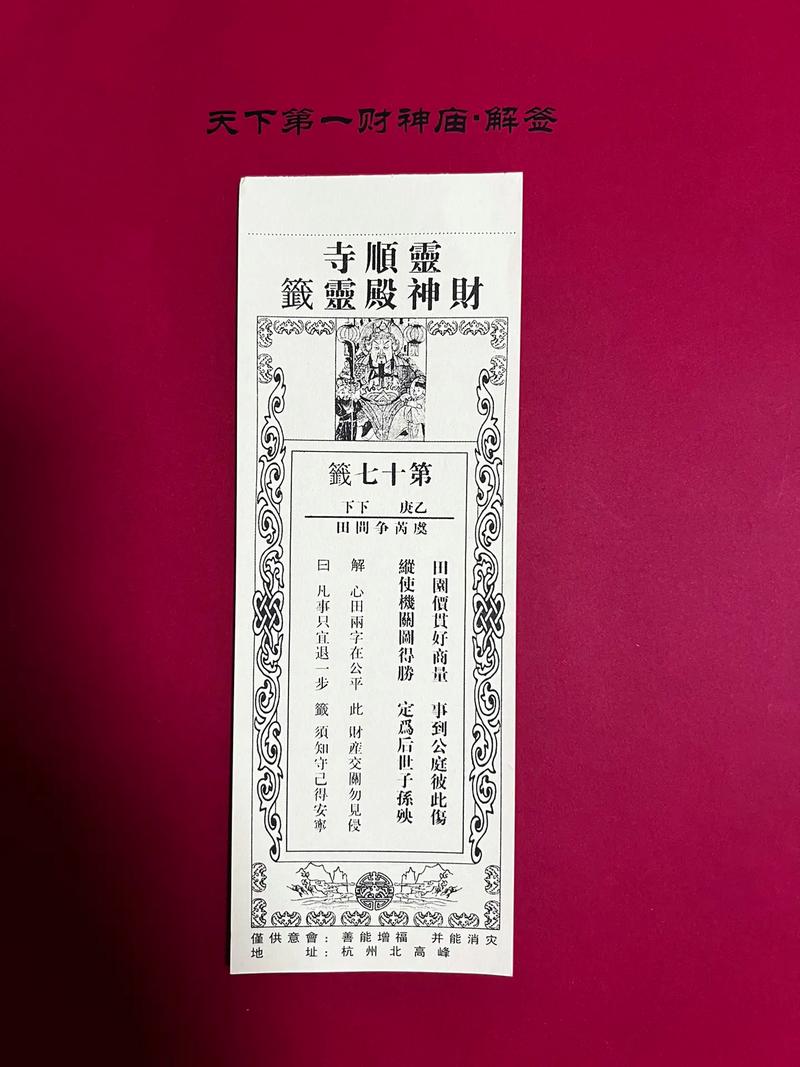 天下第一财神庙·解签
靈順寺
財神殿靈籤
第十七籤
乙庚 下下
虞芮争問田
田園價貫好商量 事到公庭彼此傷
縱使機關圖得勝 定爲后世子孫殃
解 心田兩字在公平 此 財産交關勿見侵
曰 凡事只宜退一步 籤 須知守己得安寧
僅供意會：善能增福 并能消灾
地 址：杭州北高峰